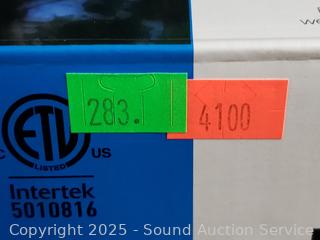 283.
4100
ETL
C US
LISTED
Intertek
5010816
Copyright 2025 - Sound Auction Service